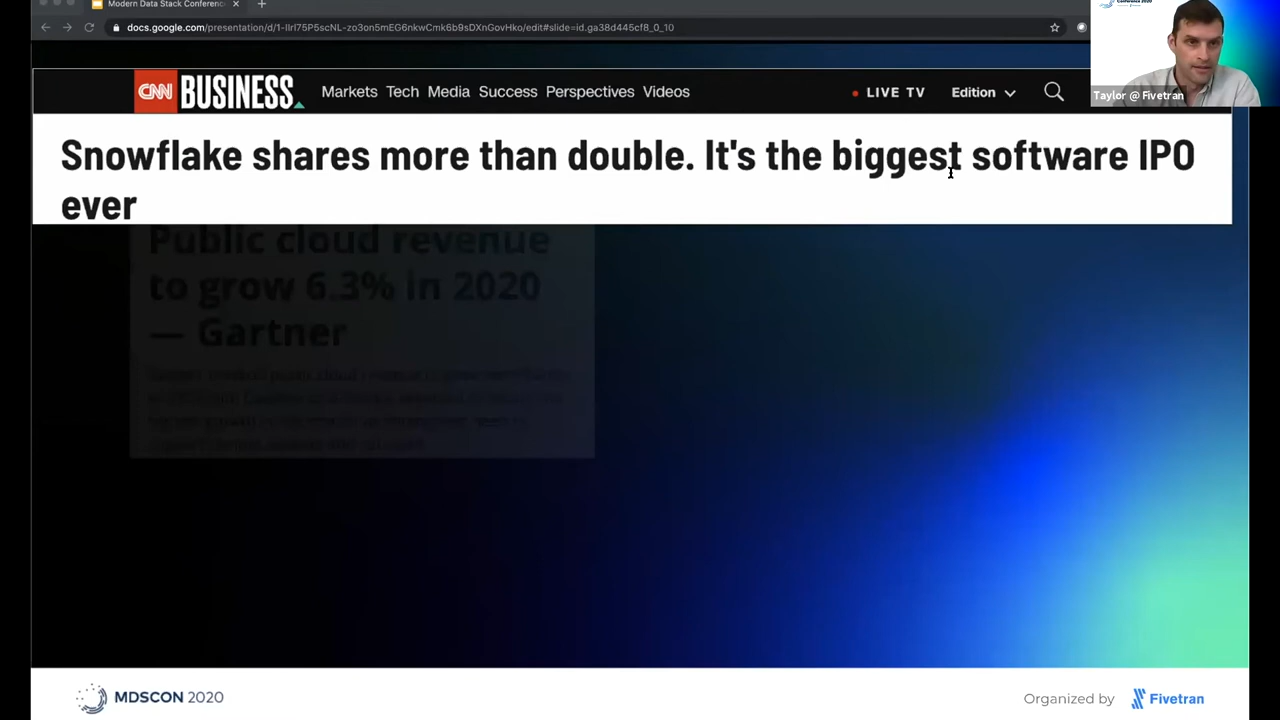 Modern Data Stack Conferenc
docs.google.com/presentation/d/1-IIrI75P5scNL-zo3on5mEG6nkwCmk6b9sDXnGovHko/edit#slide=id.ga38d445cf8_0_10
Taylor @ Fivetran
CNN BUSINESS Markets Tech Media Success Perspectives Videos LIVE TV Edition
Snowflake shares more than double. It's the biggest software IPO
ever
Public cloud revenue
to grow 6.3% in 2020
— Gartner
MDSCON 2020
Organized by Fivetran